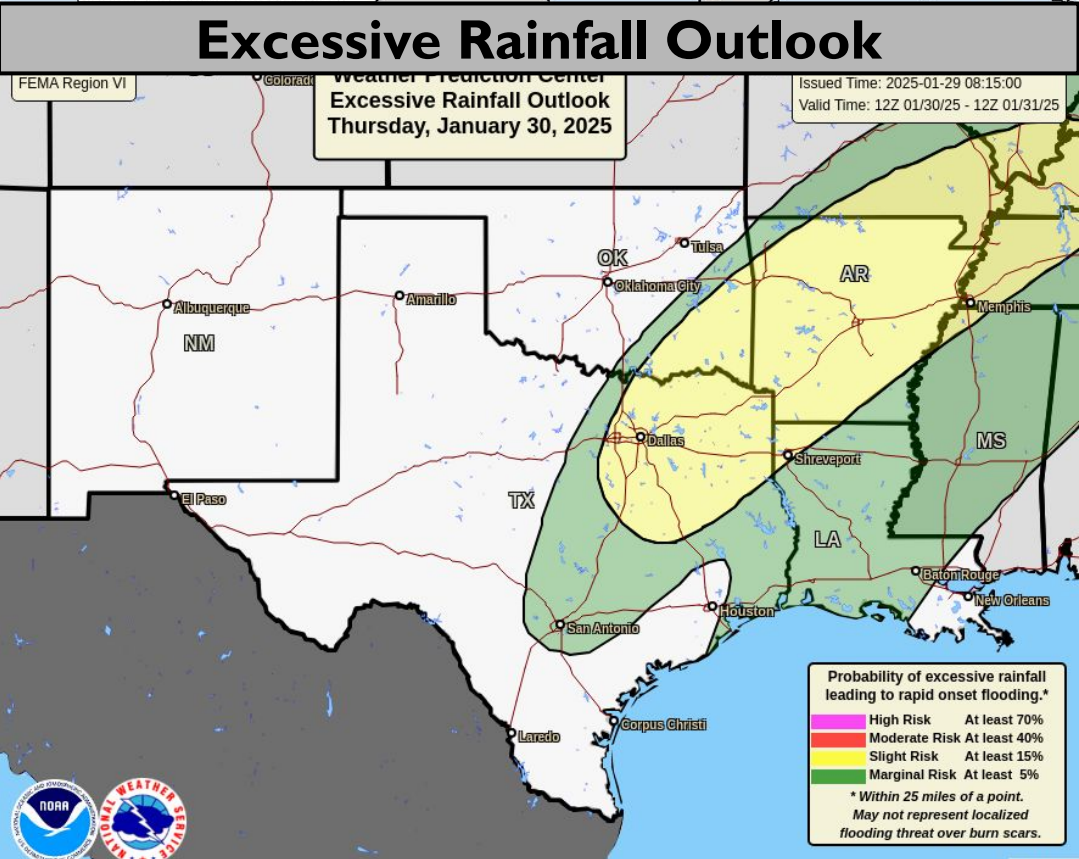 Excessive Rainfall Outlook
FEMA Region VI
Colorado
Weather Prediction Center
Excessive Rainfall Outlook
Thursday, January 30, 2025
Issued Time: 2025-01-29 08:15:00
Valid Time: 12Z 01/30/25 - 12Z 01/31/25
OK
Tulsa
Oklahoma City
AR
Albuquerque
Amarillo
Memphis
NM
Dallas
MS
Shreveport
El Paso
TX
LA
Baton Rouge
New Orleans
Houston
San Antonio
Corpus Christi
Laredo
Probability of excessive rainfall
leading to rapid onset flooding.*
High Risk At least 70%
Moderate Risk At least 40%
Slight Risk At least 15%
Marginal Risk At least 5%
* Within 25 miles of a point.
May not represent localized
flooding threat over burn scars.
NOAA
NATIONAL WEATHER SERVICE